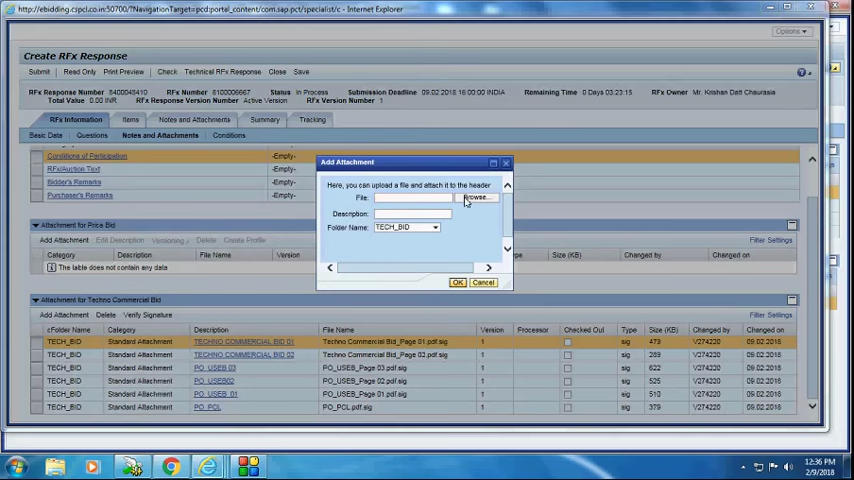 http://ebidding.cspcl.co.in:50700/?NavigationTarget=pcd:portal_content/com.sap.pct/specialist/c - Internet Explorer
Options
Create RFx Response
Submit Read Only Print Preview Check Technical RFx Response Close Save
RFx Response Number 8400048410 RFx Number 8100006667 Status In Process Submission Deadline 09.02.2018 16:00:00 INDIA Remaining Time 0 Days 03:23:15 RFx Owner Mr. Krishan Datt Chaurasia
Total Value 0.00 INR RFx Response Version Number Active Version RFx Version Number 1
RFx Information Items Notes and Attachments Summary Tracking
Basic Data Questions Notes and Attachments Conditions
Conditions of Participation -Empty- -Empty-
RFx/Auction Text -Empty- -Empty-
Bidder's Remarks -Empty- -Empty-
Purchaser's Remarks -Empty- -Empty-
Add Attachment
Here, you can upload a file and attach it to the header
File: Browse...
Description:
Folder Name: TECH_BID
OK Cancel
Attachment for Price Bid
Add Attachment Edit Description Versioning Delete Create Profile Filter Settings
Category Description File Name Version Size (KB) Changed by Changed on
The table does not contain any data
Attachment for Techno Commercial Bid
Add Attachment Delete Verify Signature Filter Settings
cFolder Name Category Description File Name Version Processor Checked Out Type Size (KB) Changed by Changed on
TECH_BID Standard Attachment TECHNO COMMERCIAL BID 01 Techno Commercial Bid_Page 01.pdf.sig 1 sig 473 V274220 09.02.2018
TECH_BID Standard Attachment TECHNO COMMERCIAL BID 02 Techno Commercial Bid_Page 02.pdf.sig 1 sig 289 V274220 09.02.2018
TECH_BID Standard Attachment PO_USEB 03 PO_USEB_Page 03.pdf.sig 1 sig 622 V274220 09.02.2018
TECH_BID Standard Attachment PO_USEB02 PO_USEB_Page 02.pdf.sig 1 sig 525 V274220 09.02.2018
TECH_BID Standard Attachment PO_USEB_01 PO_USEB_Page 01.pdf.sig 1 sig 510 V274220 09.02.2018
TECH_BID Standard Attachment PO_PCL PO_PCL.pdf.sig 1 sig 379 V274220 09.02.2018
12:36 PM
2/9/2018